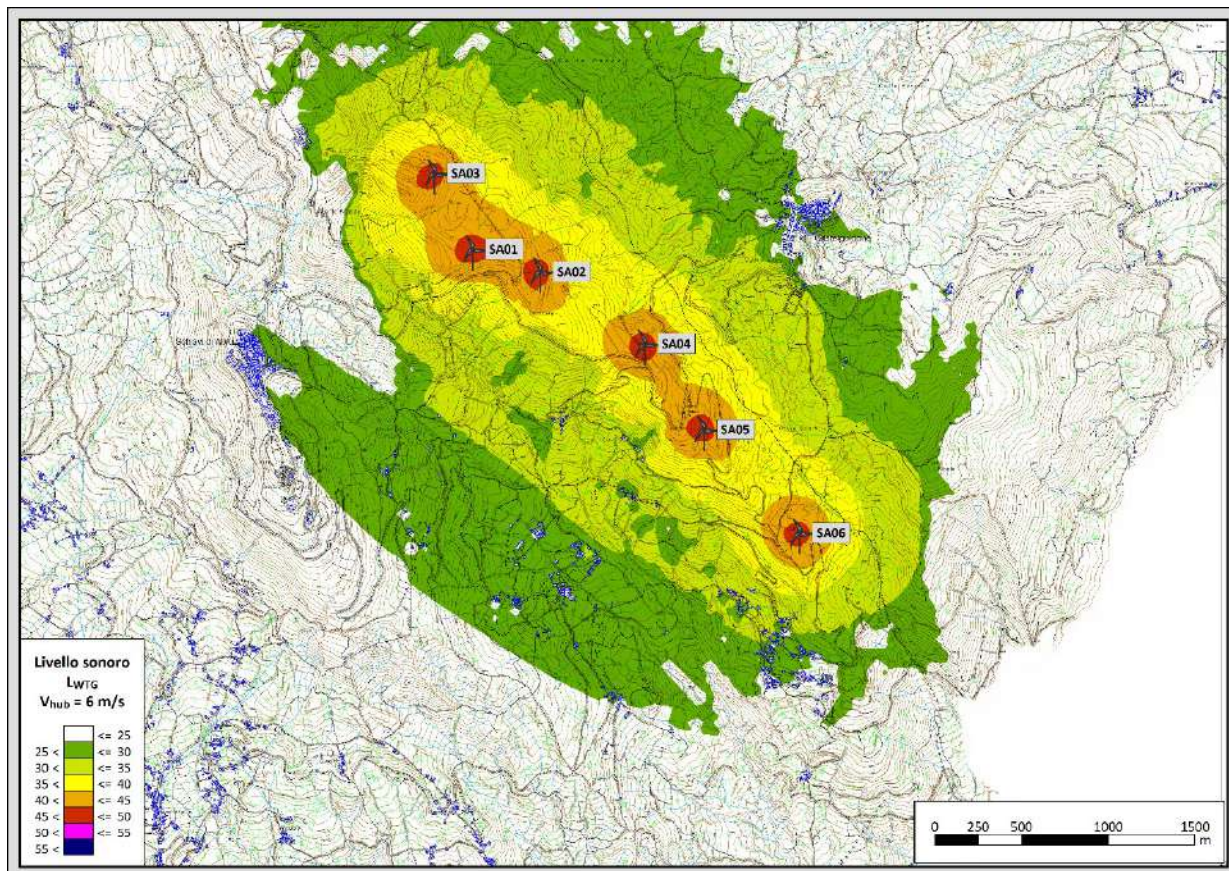 SA03
SA01
SA02
SA04
SA05
SA06
Livello sonoro
LWTG
Vhub = 6 m/s
<= 25
25 < <= 30
30 < <= 35
35 < <= 40
40 < <= 45
45 < <= 50
50 < <= 55
55 <
0 250 500 1000 1500
m